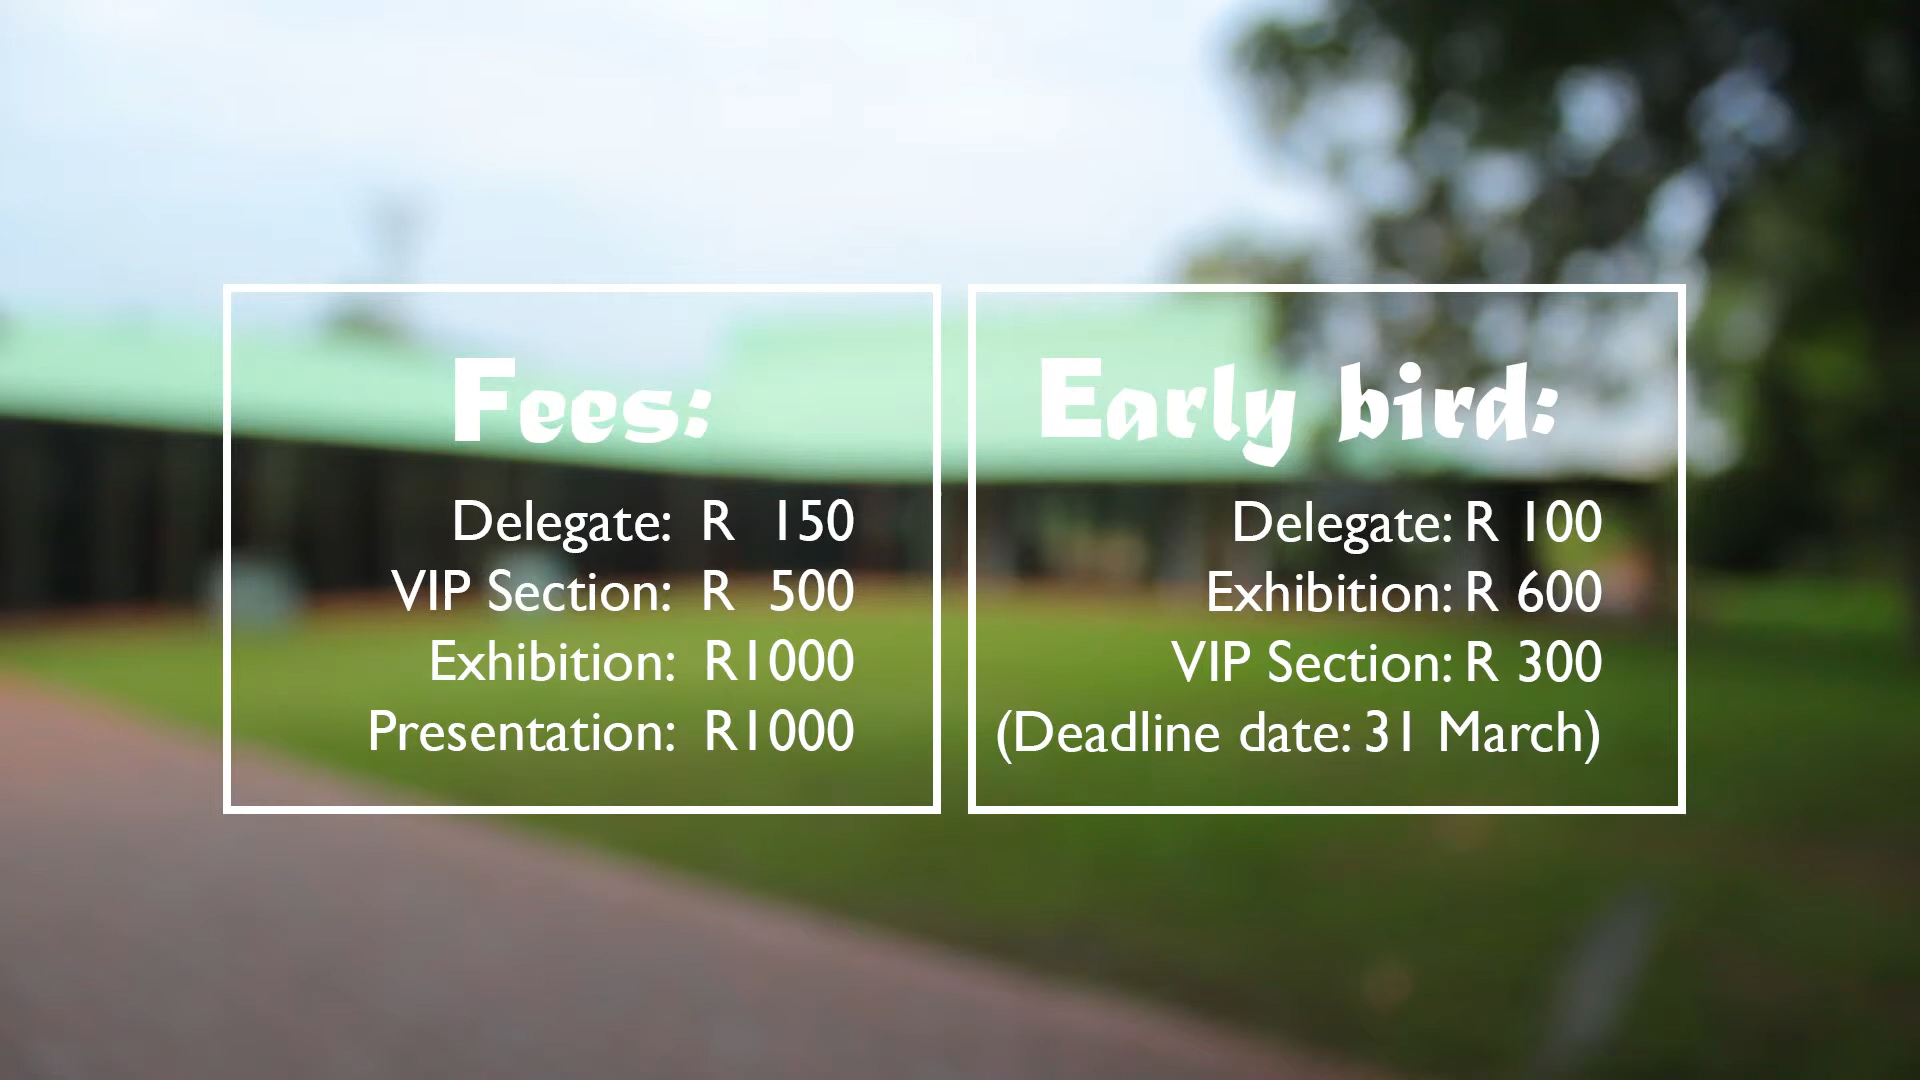 Fees:
Delegate: R 150
VIP Section: R 500
Exhibition: R1000
Presentation: R1000
Early bird:
Delegate: R 100
Exhibition: R 600
VIP Section: R 300
(Deadline date: 31 March)